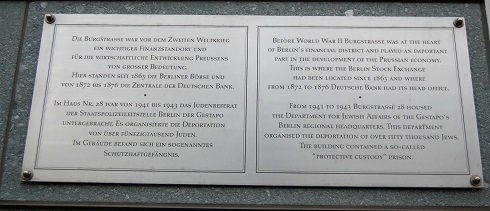 Die Burgstrasse war vor dem Zweiten Weltkrieg
ein wichtiger Finanzstandort und
für die wirtschaftliche Entwicklung Preussens
von grosser Bedeutung.
Hier standen seit 1865 die Berliner Börse und
von 1872 bis 1876 die Zentrale der Deutschen Bank.
Im Haus Nr. 28 war von 1941 bis 1943 das Judenreferat
der Staatspolizeileitstelle Berlin der Gestapo
untergebracht. Es organisierte die Deportation
von über fünfzigtausend Juden.
Im Gebäude befand sich ein sogenanntes
Schutzhaftgefängnis.
Before World War II Burgstrasse was at the heart
of Berlin's financial district and played an important
part in the development of the Prussian economy.
This is where the Berlin Stock Exchange
had been located since 1863 and where
from 1872 to 1876 Deutsche Bank had its head office.
From 1941 to 1943 Burgstrasse 28 housed
the Department for Jewish Affairs of the Gestapo's
Berlin regional headquarters. This department
organised the deportation of over fifty thousand Jews.
The building contained a so-called
"protective custody" prison.